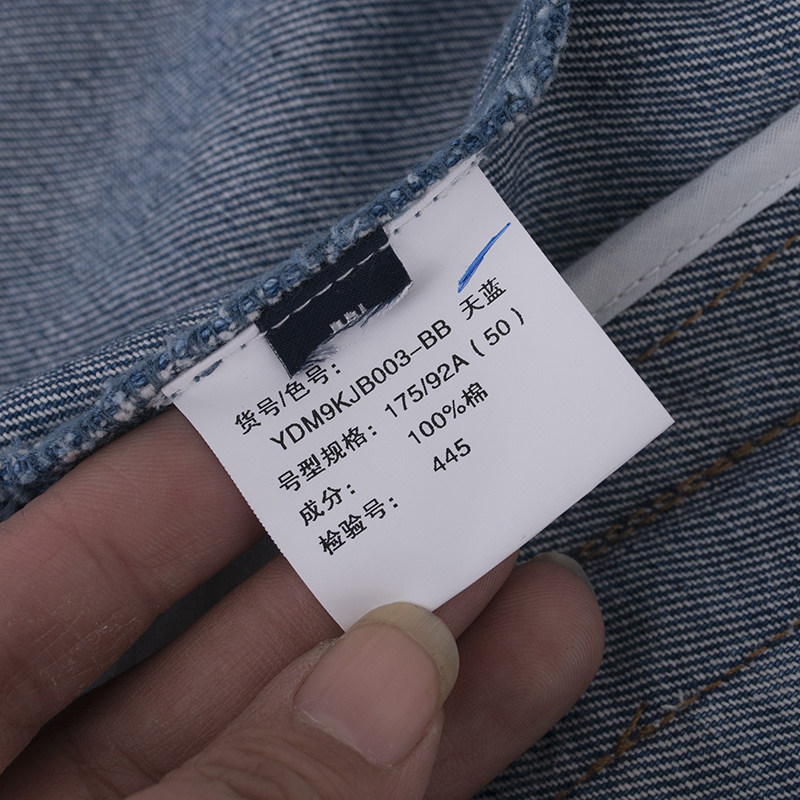 货号/色号:
YDM9KJB003-BB 天蓝
号型规格: 175/92A(50)
成分: 100%棉
检验号: 445